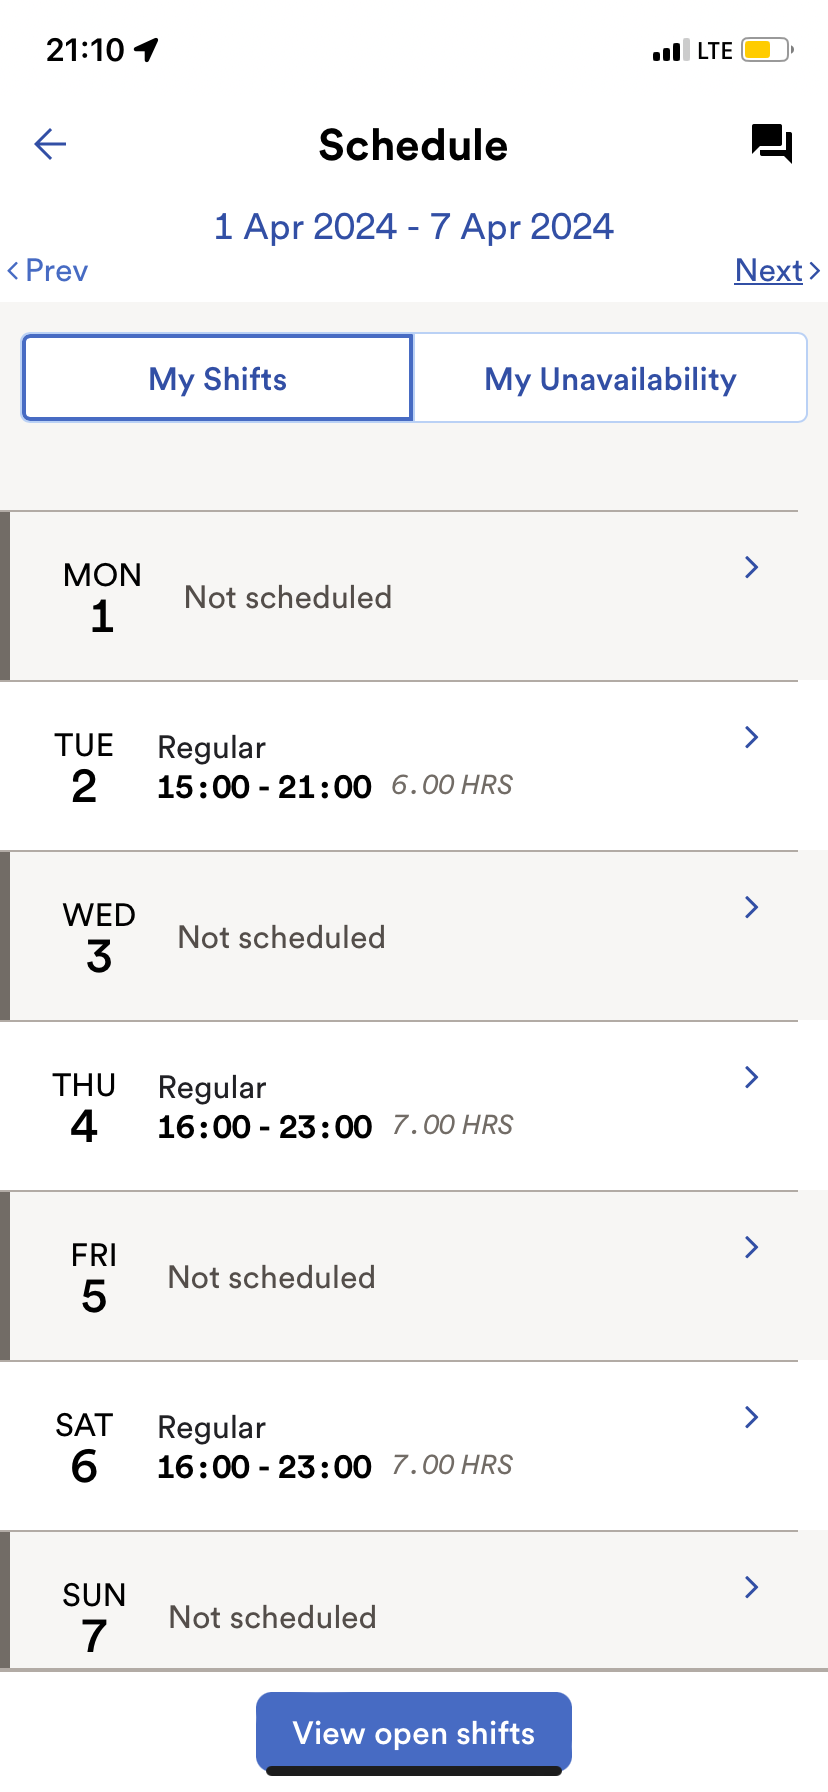 21:10 LTE
Schedule
1 Apr 2024 - 7 Apr 2024
Prev Next
My Shifts My Unavailability
MON
1 Not scheduled
TUE Regular
2 15:00 - 21:00 6.00 HRS
WED
3 Not scheduled
THU Regular
4 16:00 - 23:00 7.00 HRS
FRI
5 Not scheduled
SAT Regular
6 16:00 - 23:00 7.00 HRS
SUN
7 Not scheduled
View open shifts